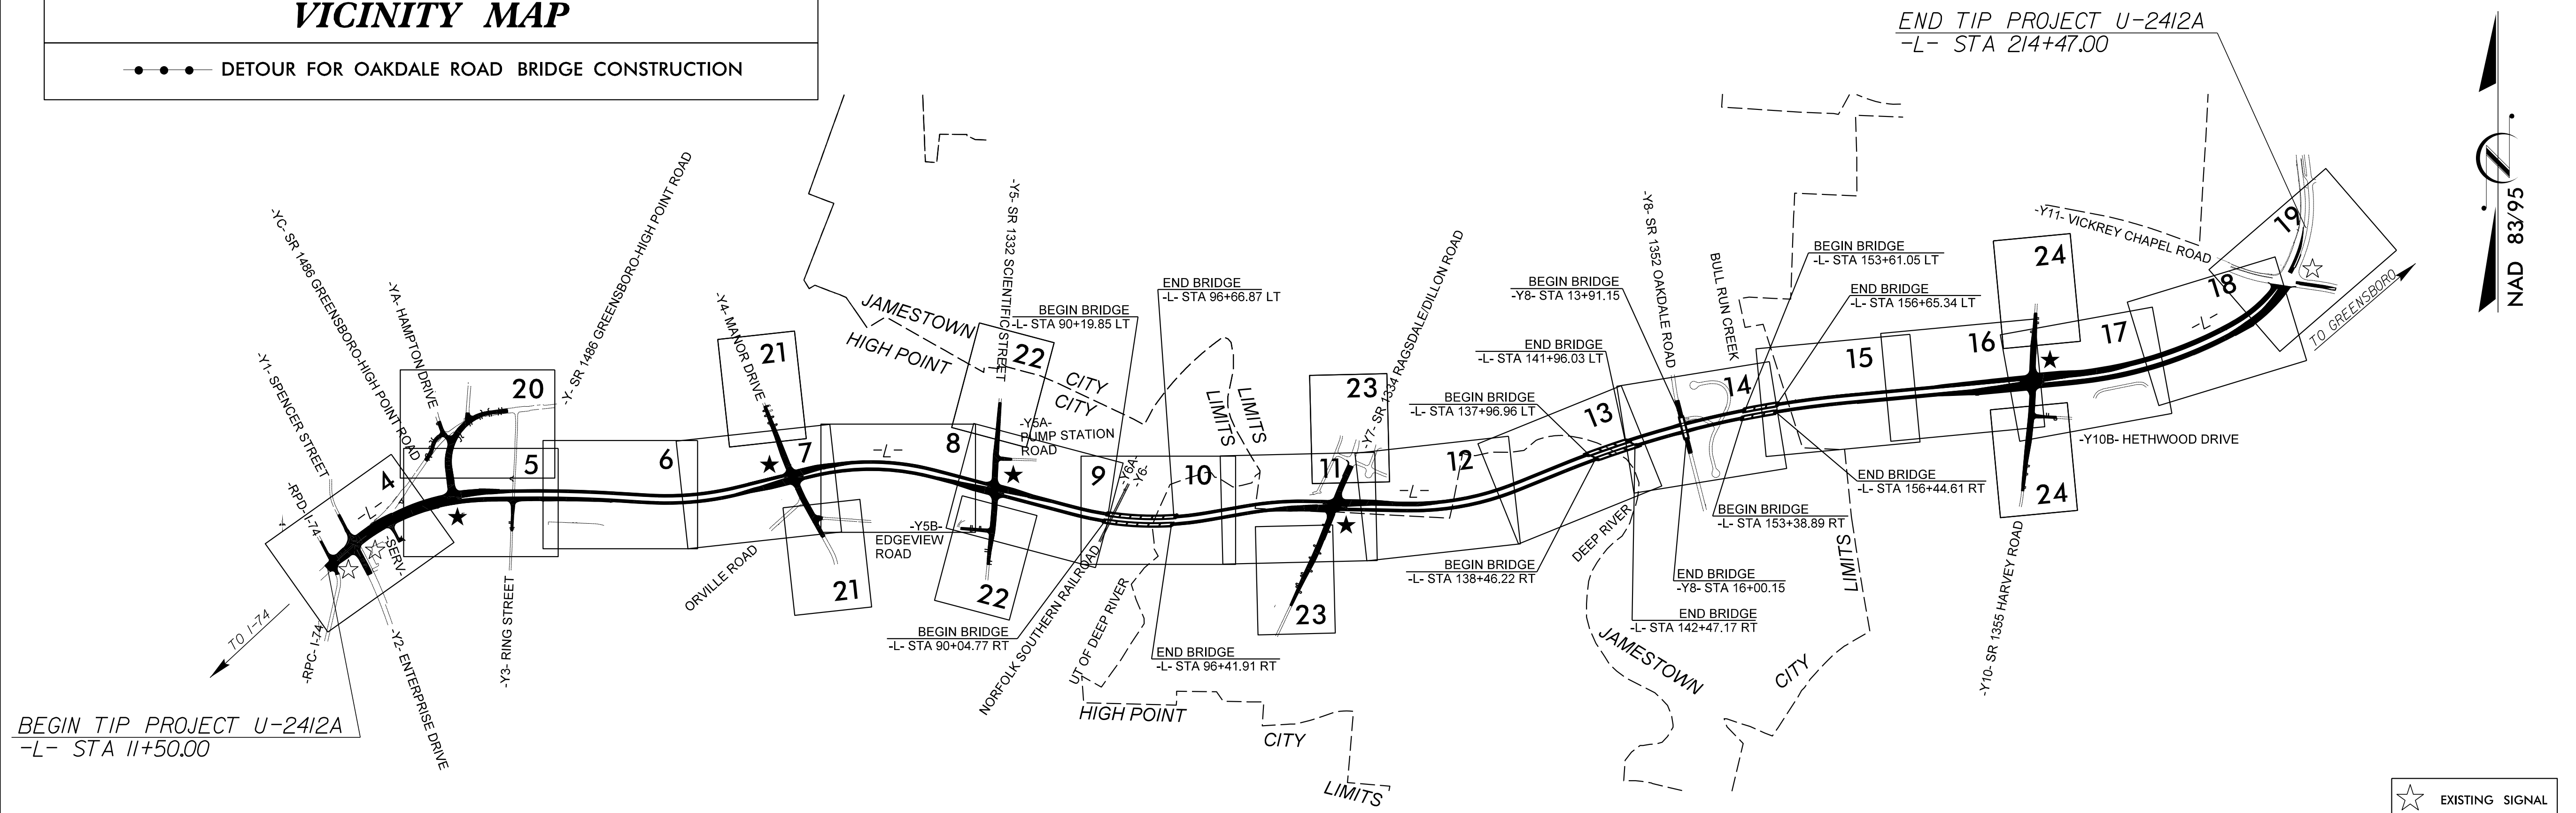 VICINITY MAP
DETOUR FOR OAKDALE ROAD BRIDGE CONSTRUCTION
END TIP PROJECT U-2412A
-L- STA 214+47.00
NAD 83/95
-YC- SR 1486 GREENSBORO-HIGH POINT ROAD
-YA- HAMPTON DRIVE
-Y- SR 1486 GREENSBORO-HIGH POINT ROAD
-Y1- SPENCER STREET
-RPD- I-74
-L-
-SERV-
4
5
20
6
-Y4- MANOR DRIVE
21
7
-L-
8
JAMESTOWN
HIGH POINT
CITY
CITY
LIMITS
LIMITS
-Y5- SR 1332 SCIENTIFIC STREET
22
BEGIN BRIDGE
-L- STA 90+19.85 LT
END BRIDGE
-L- STA 96+66.87 LT
-Y5A-
PUMP STATION
ROAD
-Y6A-
-Y6-
9
10
11
23
-Y7- SR 1334 RAGSDALE/DILLON ROAD
-L-
12
BEGIN BRIDGE
-Y8- STA 13+91.15
END BRIDGE
-L- STA 141+96.03 LT
BEGIN BRIDGE
-L- STA 137+96.96 LT
13
-Y8- SR 1352 OAKDALE ROAD
BULL RUN CREEK
14
BEGIN BRIDGE
-L- STA 153+61.05 LT
END BRIDGE
-L- STA 156+65.34 LT
15
16
24
17
-Y11- VICKREY CHAPEL ROAD
18
-L-
19
TO GREENSBORO
-Y10B- HETHWOOD DRIVE
END BRIDGE
-L- STA 156+44.61 RT
BEGIN BRIDGE
-L- STA 153+38.89 RT
24
-Y10- SR 1355 HARVEY ROAD
TO I-74
-RPC- I-74
-Y2- ENTERPRISE DRIVE
-Y3- RING STREET
ORVILLE ROAD
21
-Y5B-
EDGEVIEW
ROAD
22
BEGIN BRIDGE
-L- STA 90+04.77 RT
NORFOLK SOUTHERN RAILROAD
UT OF DEEP RIVER
END BRIDGE
-L- STA 96+41.91 RT
23
BEGIN BRIDGE
-L- STA 138+46.22 RT
DEEP RIVER
END BRIDGE
-Y8- STA 16+00.15
END BRIDGE
-L- STA 142+47.17 RT
JAMESTOWN
CITY
LIMITS
HIGH POINT
CITY
LIMITS
BEGIN TIP PROJECT U-2412A
-L- STA 11+50.00
EXISTING SIGNAL